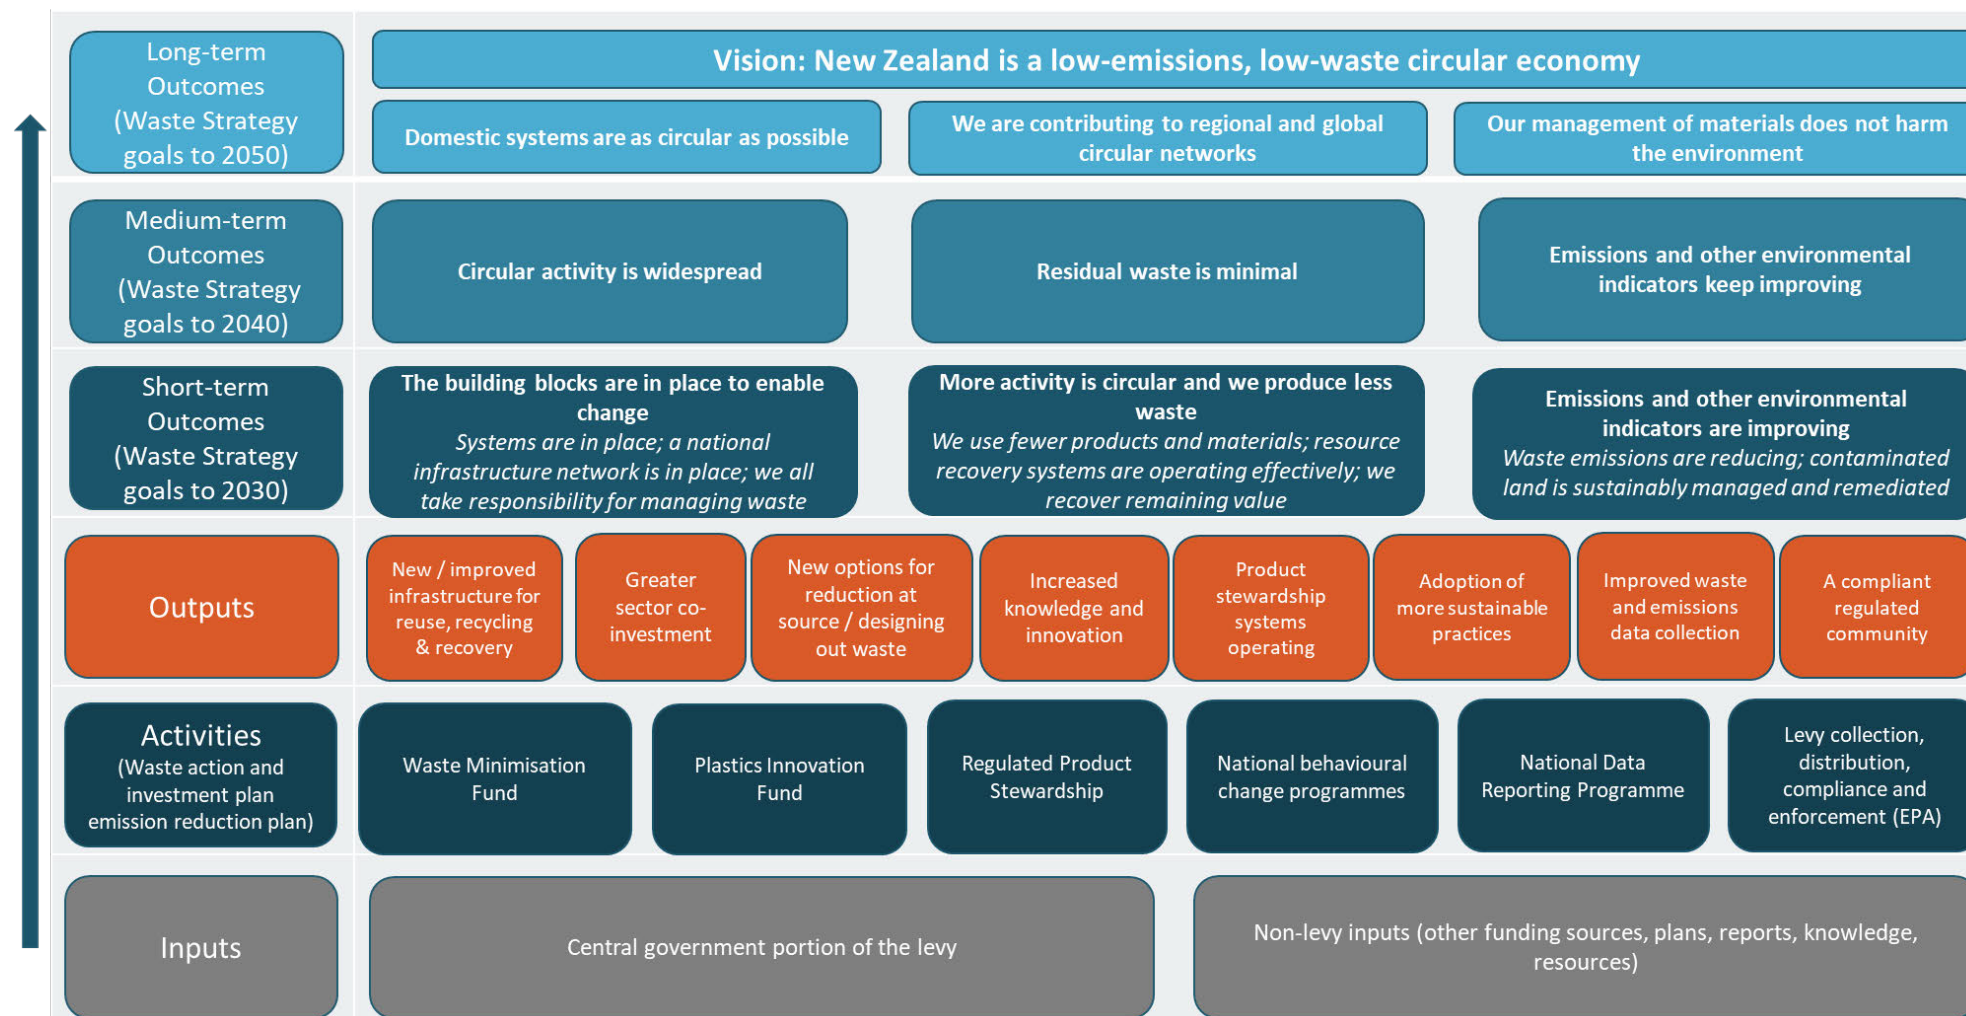 Long-term
Outcomes
(Waste Strategy
goals to 2050)
Vision: New Zealand is a low-emissions, low-waste circular economy
Domestic systems are as circular as possible
We are contributing to regional and global
circular networks
Our management of materials does not harm
the environment
Medium-term
Outcomes
(Waste Strategy
goals to 2040)
Circular activity is widespread
Residual waste is minimal
Emissions and other environmental
indicators keep improving
Short-term
Outcomes
(Waste Strategy
goals to 2030)
The building blocks are in place to enable
change
Systems are in place; a national
infrastructure network is in place; we all
take responsibility for managing waste
More activity is circular and we produce less
waste
We use fewer products and materials; resource
recovery systems are operating effectively; we
recover remaining value
Emissions and other environmental
indicators are improving
Waste emissions are reducing; contaminated
land is sustainably managed and remediated
Outputs
New / improved
infrastructure for
reuse, recycling
& recovery
Greater
sector co-
investment
New options for
reduction at
source / designing
out waste
Increased
knowledge and
innovation
Product
stewardship
systems
operating
Adoption of
more sustainable
practices
Improved waste
and emissions
data collection
A compliant
regulated
community
Activities
(Waste action and
investment plan
emission reduction plan)
Waste Minimisation
Fund
Plastics Innovation
Fund
Regulated Product
Stewardship
National behavioural
change programmes
National Data
Reporting Programme
Levy collection,
distribution,
compliance and
enforcement (EPA)
Inputs
Central government portion of the levy
Non-levy inputs (other funding sources, plans, reports, knowledge,
resources)